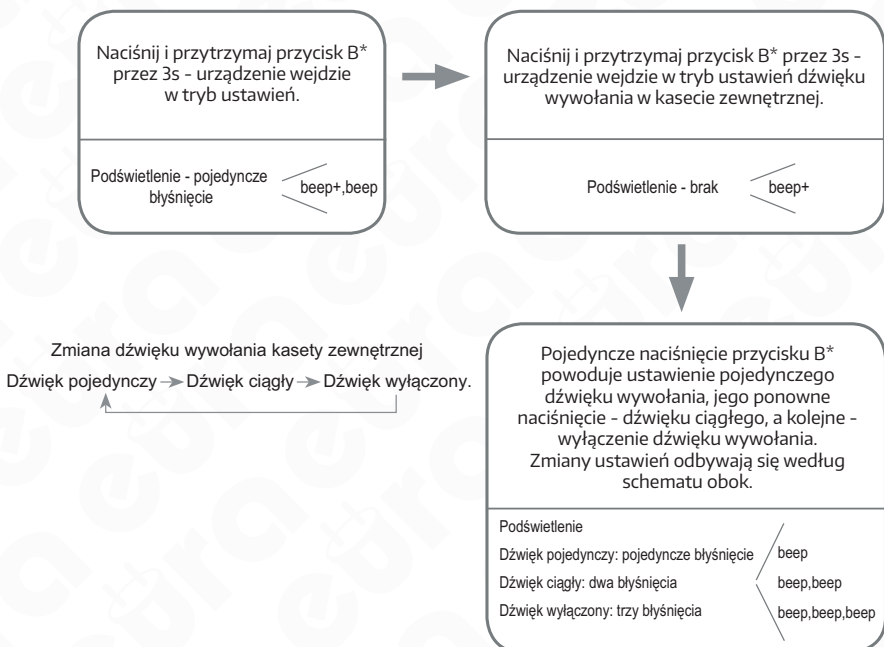 Naciśnij i przytrzymaj przycisk B*
przez 3s - urządzenie wejdzie
w tryb ustawień.
Podświetlenie - pojedyncze
błyśnięcie
beep+,beep
Naciśnij i przytrzymaj przycisk B* przez 3s -
urządzenie wejdzie w tryb ustawień dźwięku
wywołania w kasecie zewnętrznej.
Podświetlenie - brak
beep+
Zmiana dźwięku wywołania kasety zewnętrznej
Dźwięk pojedynczy → Dźwięk ciągły → Dźwięk wyłączony.
Pojedyncze naciśnięcie przycisku B*
powoduje ustawienie pojedynczego
dźwięku wywołania, jego ponowne
naciśnięcie - dźwięku ciągłego, a kolejne -
wyłączenie dźwięku wywołania.
Zmiany ustawień odbywają się według
schematu obok.
Podświetlenie
Dźwięk pojedynczy: pojedyncze błyśnięcie
beep
Dźwięk ciągły: dwa błyśnięcia
beep,beep
Dźwięk wyłączony: trzy błyśnięcia
beep,beep,beep